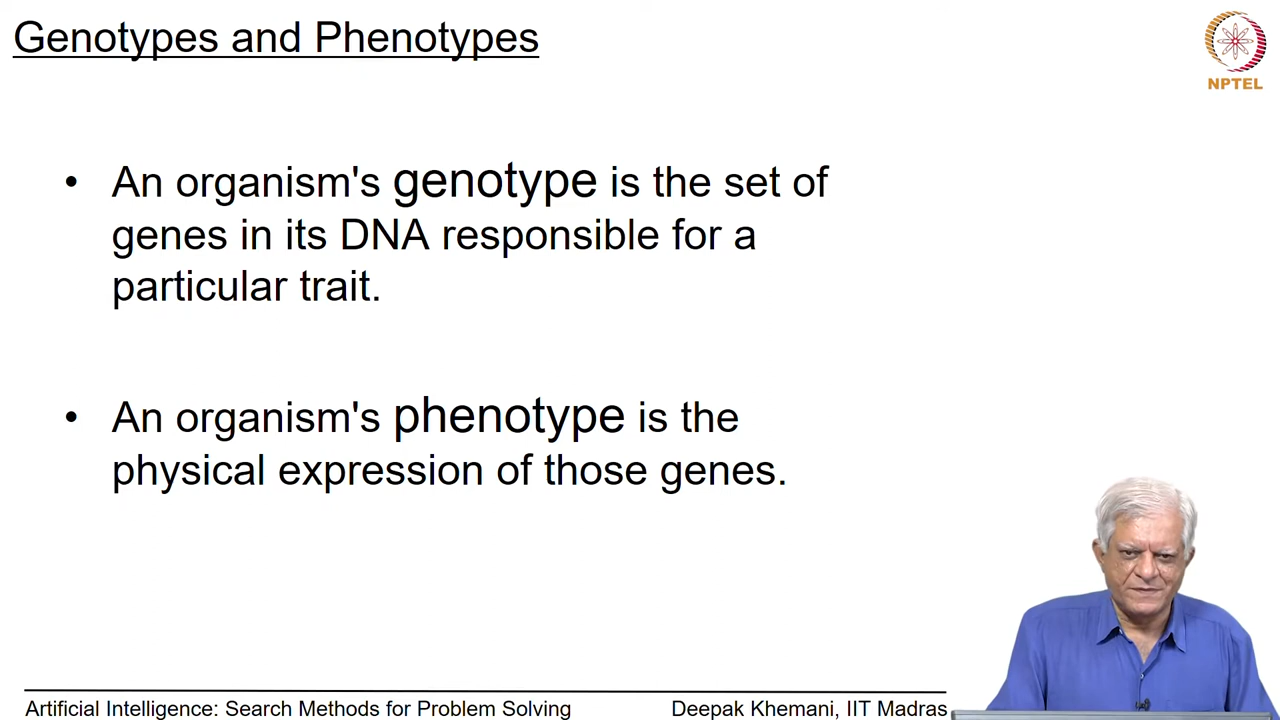 Genotypes and Phenotypes
NPTEL
• An organism's genotype is the set of
genes in its DNA responsible for a
particular trait.
• An organism's phenotype is the
physical expression of those genes.
Artificial Intelligence: Search Methods for Problem Solving
Deepak Khemani, IIT Madras